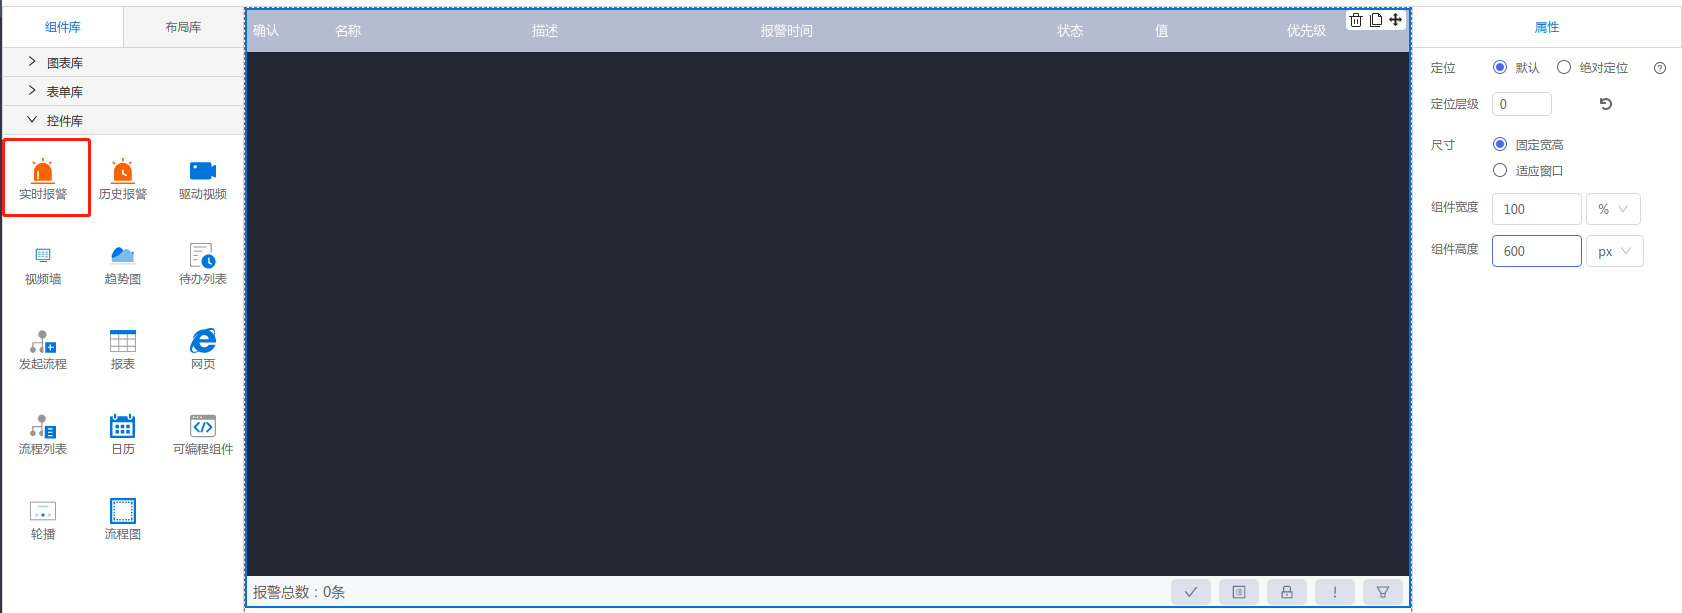 组件库
布局库
图表库
表单库
控件库
实时报警
历史报警
驱动视频
视频墙
趋势图
待办列表
发起流程
报表
网页
流程列表
日历
可编程组件
轮播
流程图
确认 名称 描述 报警时间 状态 值 优先级
报警总数：0条
属性
定位 默认 绝对定位
定位层级 0
尺寸 固定宽高
适应窗口
组件宽度 100 %
组件高度 600 px